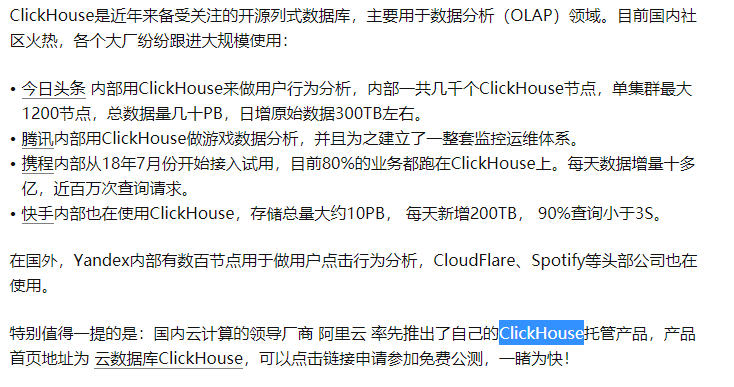 ClickHouse是近年来备受关注的开源列式数据库，主要用于数据分析（OLAP）领域。目前国内社
区火热，各个大厂纷纷跟进大规模使用：
• 今日头条 内部用ClickHouse来做用户行为分析，内部一共几千个ClickHouse节点，单集群最大
1200节点，总数据量几十PB，日增原始数据300TB左右。
• 腾讯内部用ClickHouse做游戏数据分析，并且为之建立了一整套监控运维体系。
• 携程内部从18年7月份开始接入试用，目前80%的业务都跑在ClickHouse上。每天数据增量十多
亿，近百万次查询请求。
• 快手内部也在使用ClickHouse，存储总量大约10PB， 每天新增200TB， 90%查询小于3S。
在国外，Yandex内部有数百节点用于做用户点击行为分析，CloudFlare、Spotify等头部公司也在
使用。
特别值得一提的是：国内云计算的领导厂商 阿里云 率先推出了自己的ClickHouse托管产品，产品
首页地址为 云数据库ClickHouse，可以点击链接申请参加免费公测，一睹为快！